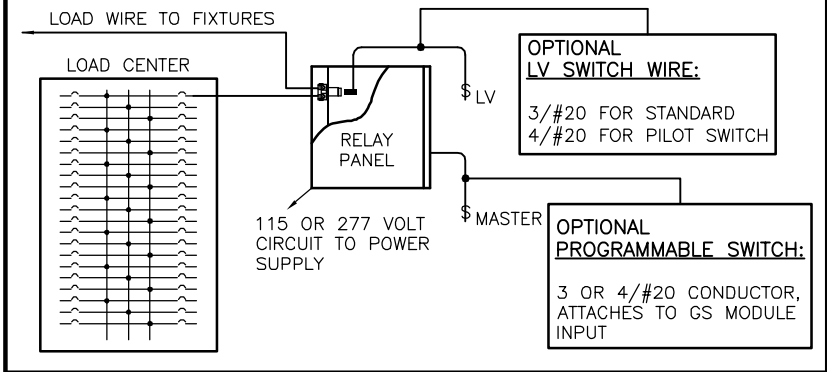 LOAD WIRE TO FIXTURES
LOAD CENTER
RELAY
PANEL
115 OR 277 VOLT
CIRCUIT TO POWER
SUPPLY
$ LV
$ MASTER
OPTIONAL
LV SWITCH WIRE:
3/#20 FOR STANDARD
4/#20 FOR PILOT SWITCH
OPTIONAL
PROGRAMMABLE SWITCH:
3 OR 4/#20 CONDUCTOR,
ATTACHES TO GS MODULE
INPUT